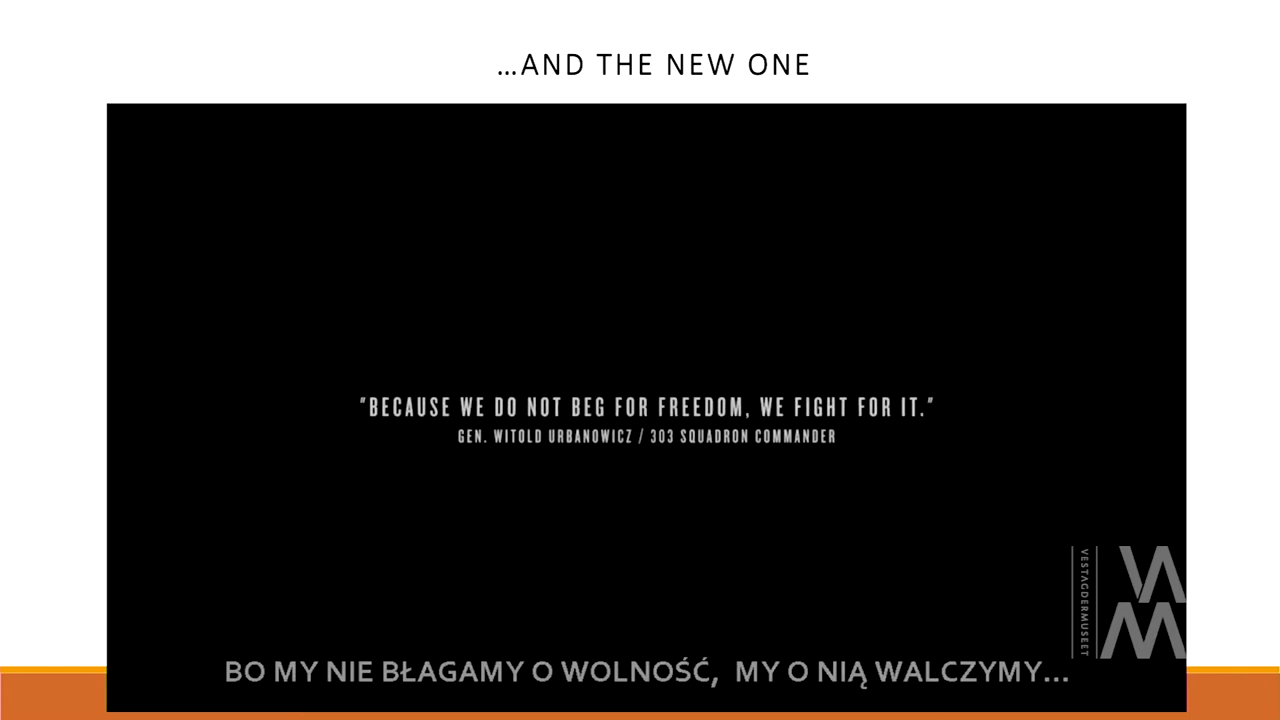 …AND THE NEW ONE
"BECAUSE WE DO NOT BEG FOR FREEDOM, WE FIGHT FOR IT."
GEN. WITOLD URBANOWICZ / 303 SQUADRON COMMANDER
VESTAGDERMUSEET
VAM
BO MY NIE BŁAGAMY O WOLNOŚĆ, MY O NIĄ WALCZYMY...